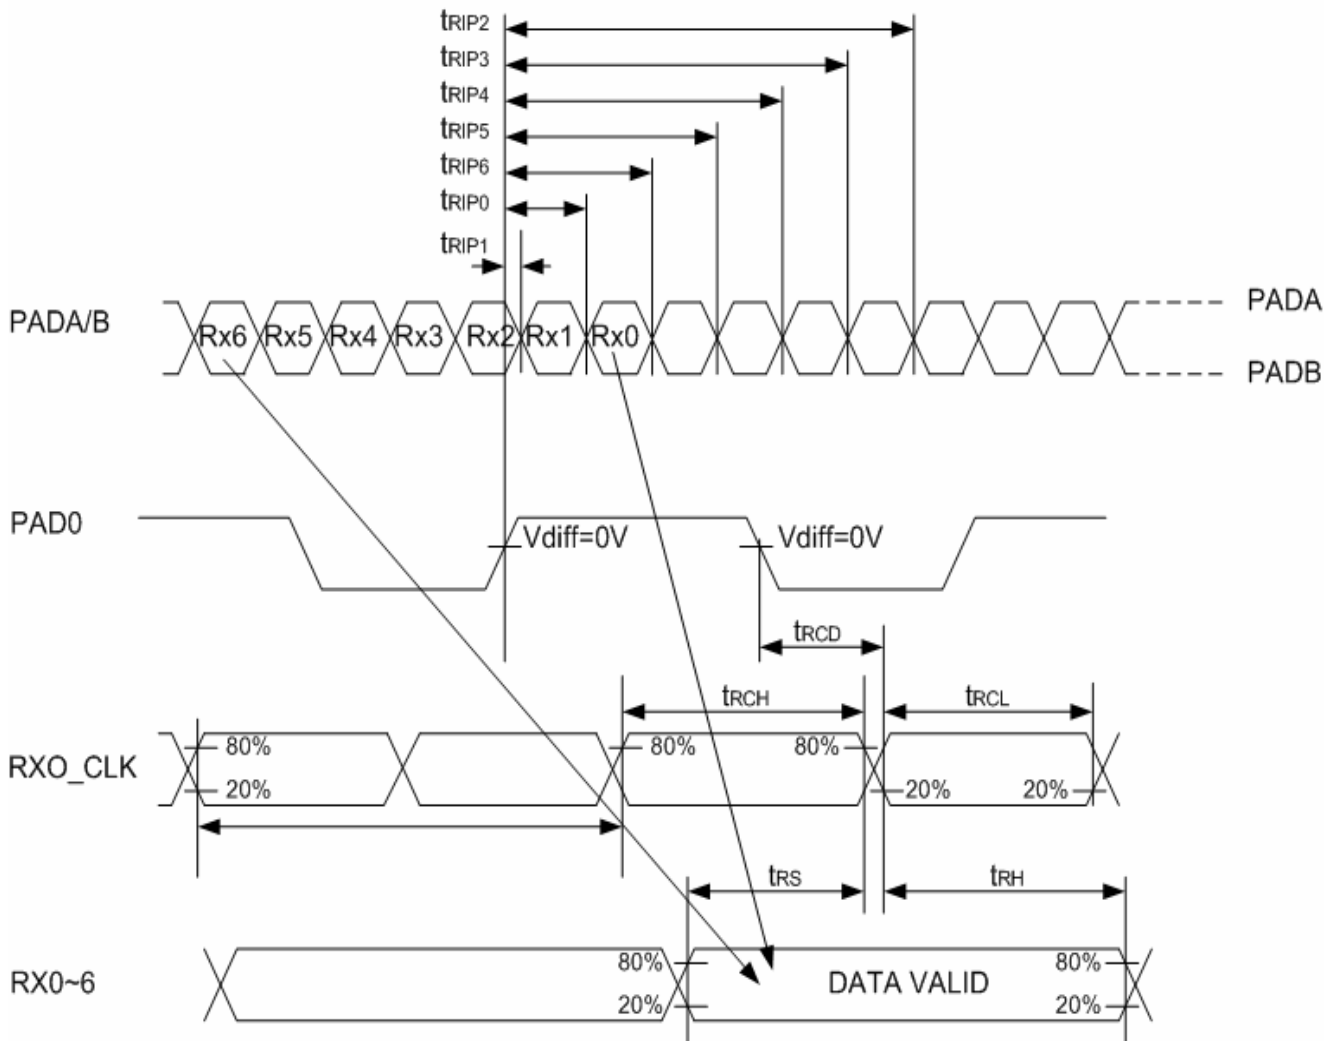 tRIP2
tRIP3
tRIP4
tRIP5
tRIP6
tRIP0
tRIP1
PADA/B
Rx6 Rx5 Rx4 Rx3 Rx2 Rx1 Rx0
PADA
PADB
PAD0
Vdiff=0V Vdiff=0V
tRCD
tRCH tRCL
RXO_CLK
80% 80% 80%
20% 20% 20%
tRS tRH
RX0~6
80% DATA VALID 80%
20% 20%